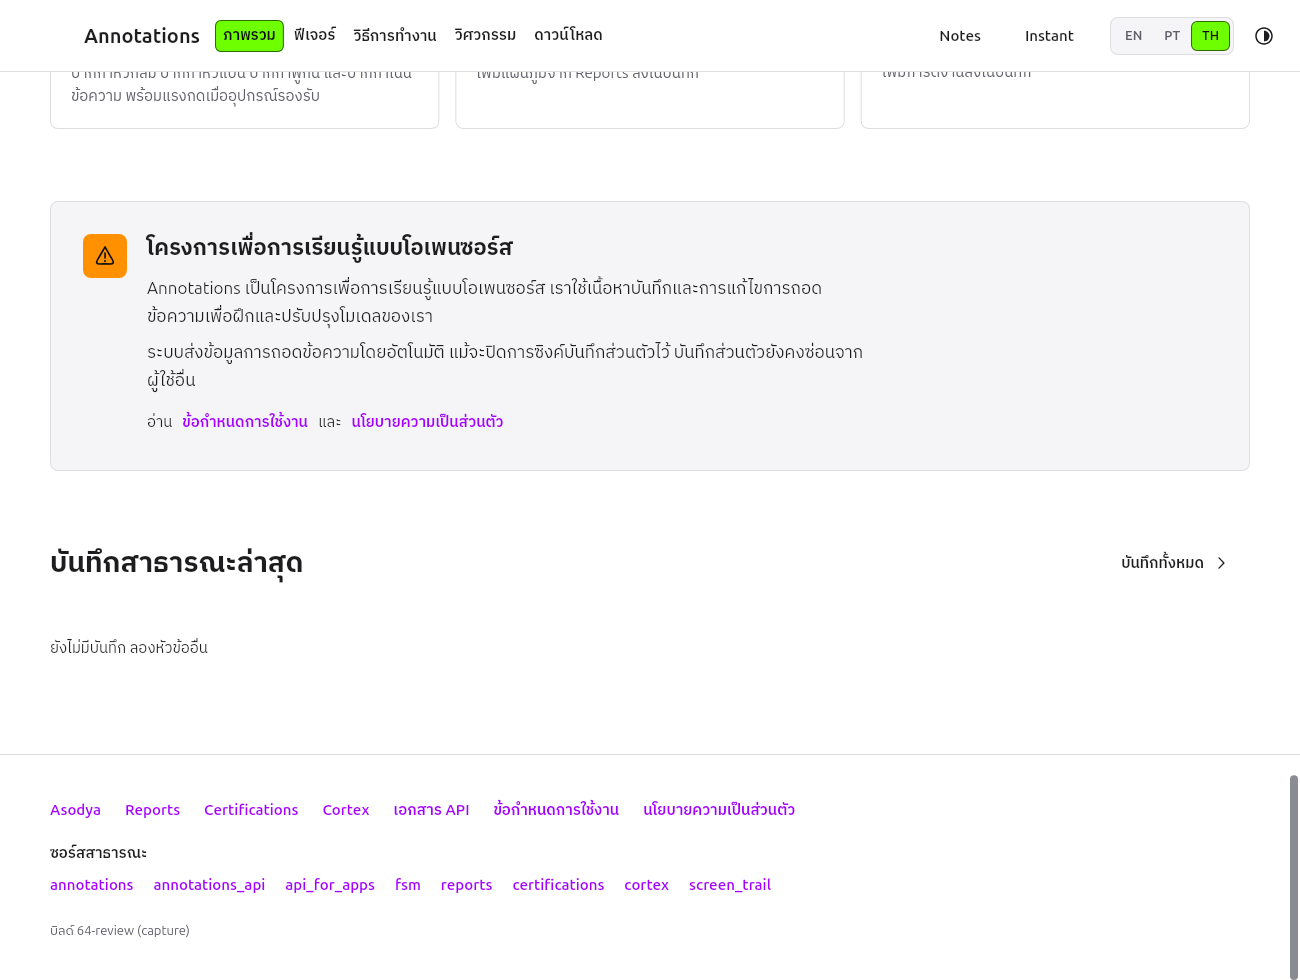 Annotations ภาพรวม ฟีเจอร์ วิธีการทำงาน วิศวกรรม ดาวน์โหลด Notes Instant EN PT TH
ข้อความ พร้อมแรงกดเมื่ออุปกรณ์รองรับ
โครงการเพื่อการเรียนรู้แบบโอเพนซอร์ส
Annotations เป็นโครงการเพื่อการเรียนรู้แบบโอเพนซอร์ส เราใช้เนื้อหาบันทึกและการแก้ไขการถอด
ข้อความเพื่อฝึกและปรับปรุงโมเดลของเรา
ระบบส่งข้อมูลการถอดข้อความโดยอัตโนมัติ แม้จะปิดการซิงค์บันทึกส่วนตัวไว้ บันทึกส่วนตัวยังคงซ่อนจาก
ผู้ใช้อื่น
อ่าน ข้อกำหนดการใช้งาน และ นโยบายความเป็นส่วนตัว
บันทึกสาธารณะล่าสุด
บันทึกทั้งหมด
ยังไม่มีบันทึก ลองหัวข้ออื่น
Asodya Reports Certifications Cortex เอกสาร API ข้อกำหนดการใช้งาน นโยบายความเป็นส่วนตัว
ซอร์สสาธารณะ
annotations annotations_api api_for_apps fsm reports certifications cortex screen_trail
บิลด์ 64-review (capture)